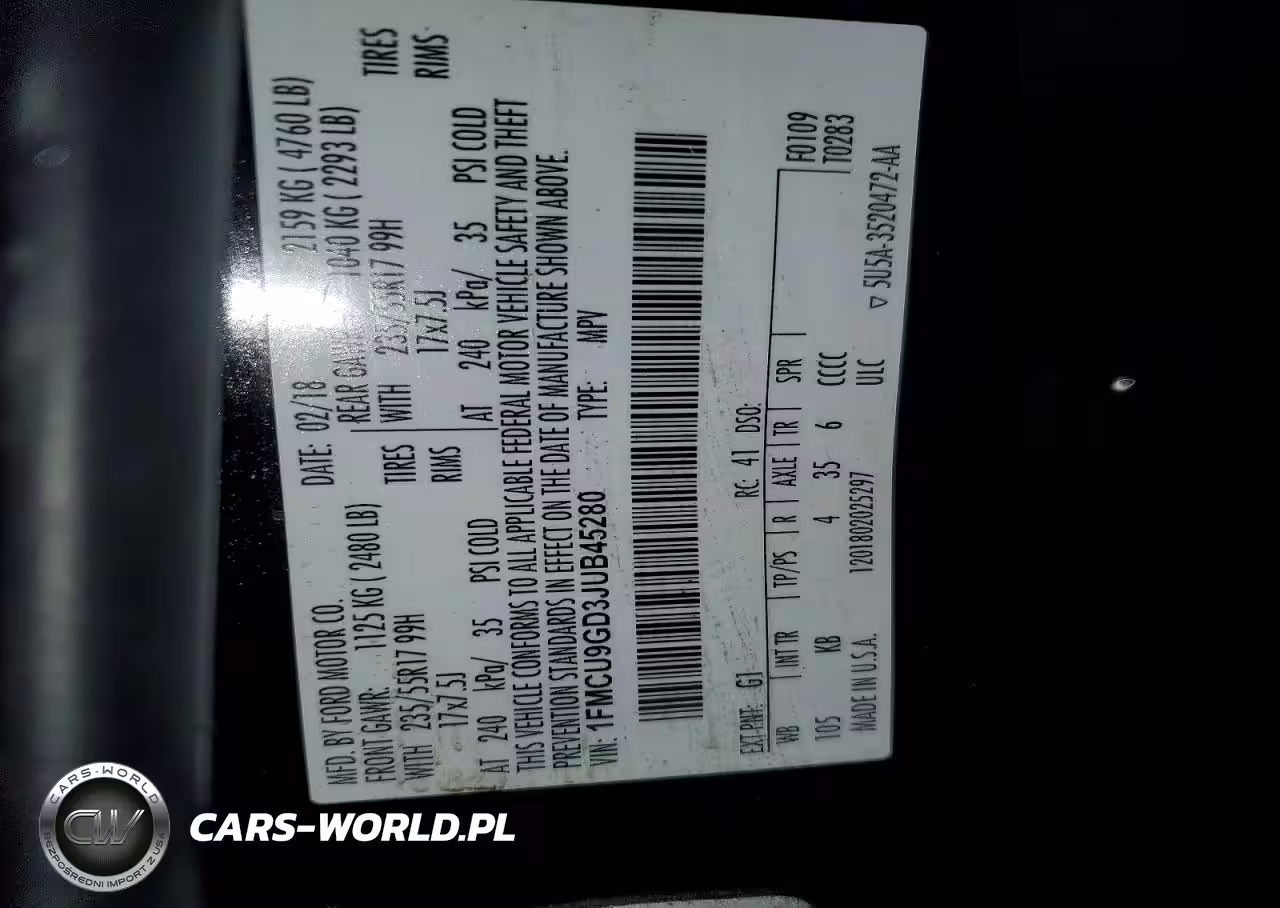 MFD. BY FORD MOTOR CO.
DATE: 02/18
2159 KG ( 4760 LB)
FRONT GAWR: 1125 KG ( 2480 LB)
REAR 1040 KG ( 2293 LB)
WITH 235/55R17 99H TIRES
WITH 235/55R17 99H TIRES
17x7.5J RIMS
17x7.5J RIMS
AT 240 kPa/ 35 PSI COLD
AT 240 kPa/ 35 PSI COLD
THIS VEHICLE CONFORMS TO ALL APPLICABLE FEDERAL MOTOR VEHICLE SAFETY AND THEFT
PREVENTION STANDARDS IN EFFECT ON THE DATE OF MANUFACTURE SHOWN ABOVE.
VIN: 1FMCU9GD3JUB45280 TYPE: MPV
EXT PNT: G1 RC: 41 DSO:
F0109
WB INT TR TP/PS R AXLE TR SPR
T0283
105 KB 4 35 6 CCCC
ULC
MADE IN U.S.A. 1201802025297
▽ 5U5A-3520472-AA
CARS-WORLD
CW
BEZPOŚREDNI IMPORT Z USA
CARS-WORLD.PL